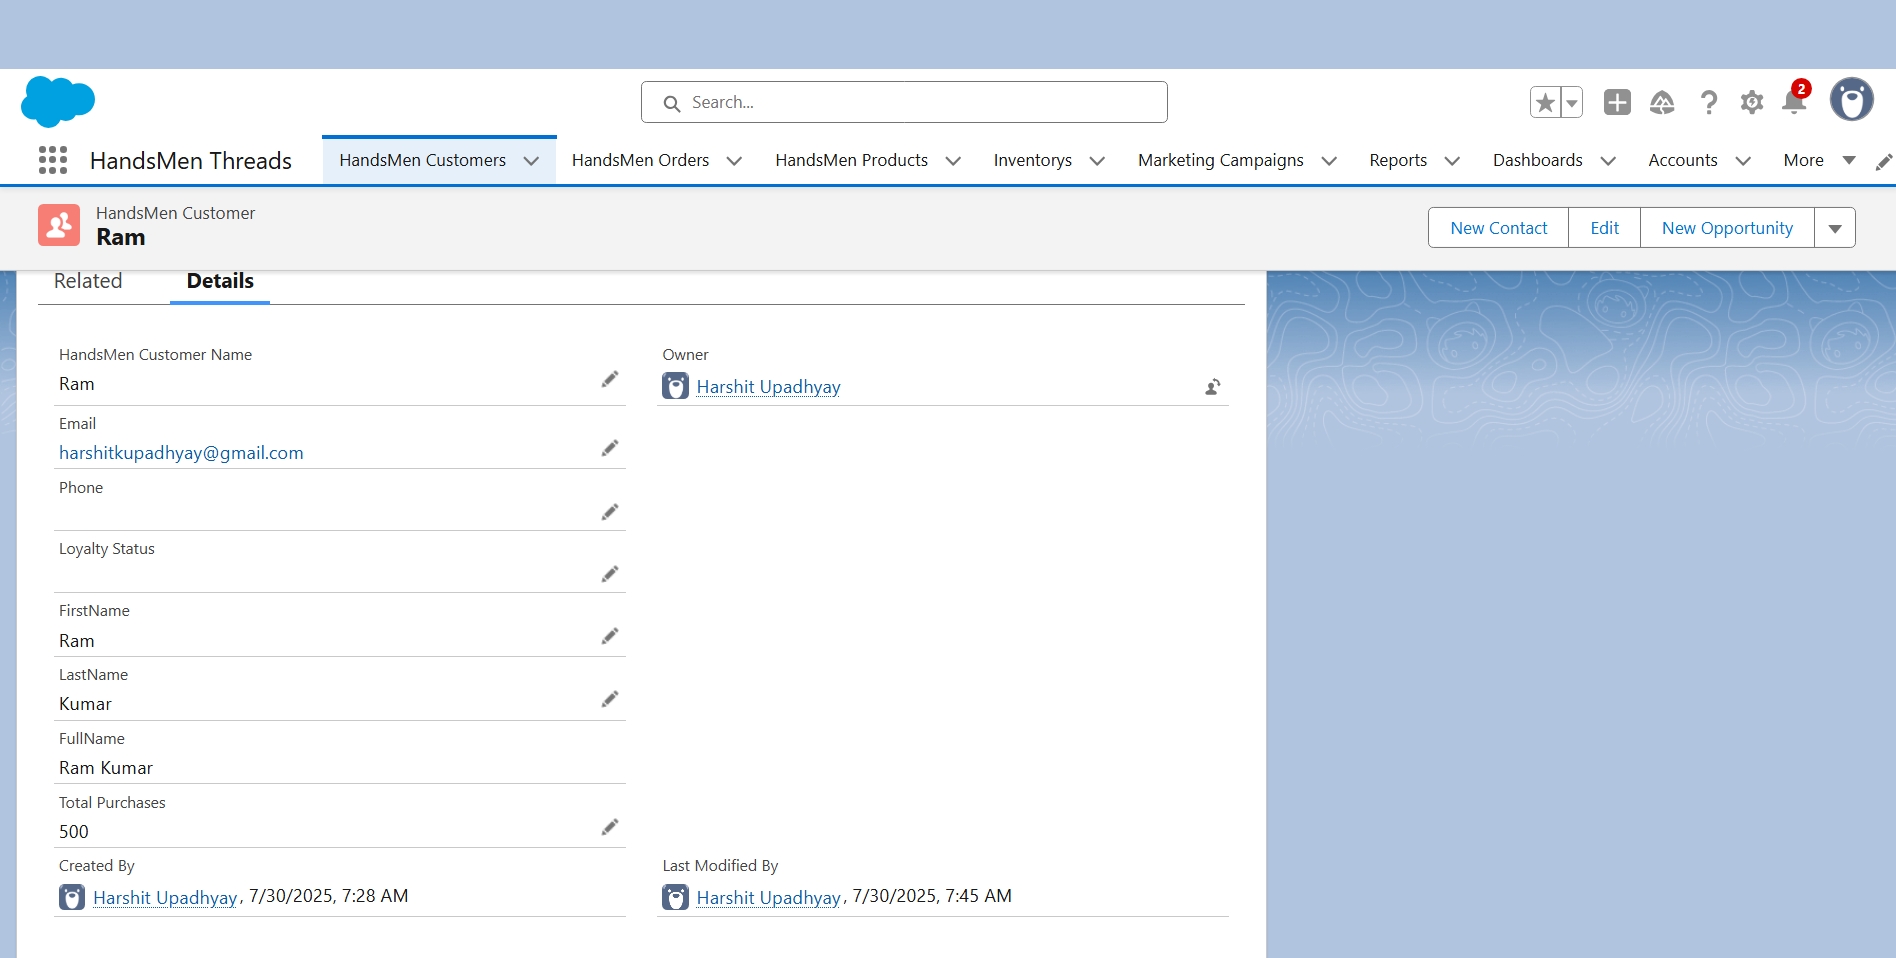 Search...
2
HandsMen Threads
HandsMen Customers
HandsMen Orders
HandsMen Products
Inventorys
Marketing Campaigns
Reports
Dashboards
Accounts
More
HandsMen Customer
Ram
New Contact
Edit
New Opportunity
Related
Details
HandsMen Customer Name
Ram
Owner
Harshit Upadhyay
Email
harshitkupadhyay@gmail.com
Phone
Loyalty Status
FirstName
Ram
LastName
Kumar
FullName
Ram Kumar
Total Purchases
500
Created By
Harshit Upadhyay, 7/30/2025, 7:28 AM
Last Modified By
Harshit Upadhyay, 7/30/2025, 7:45 AM